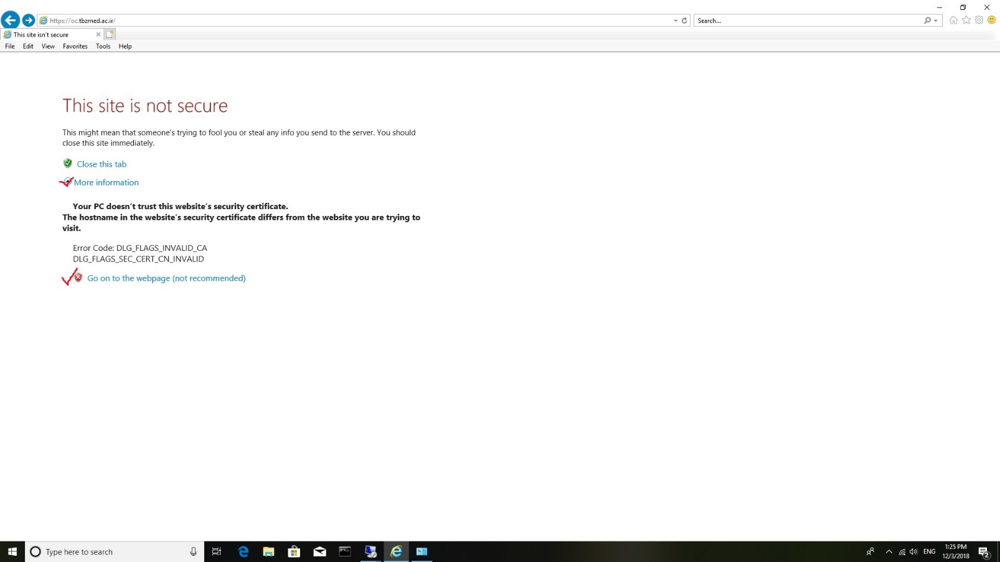 https://oc.tbzmed.ac.ir/
Search...
This site isn't secure
File Edit View Favorites Tools Help
This site is not secure
This might mean that someone's trying to fool you or steal any info you send to the server. You should
close this site immediately.
Close this tab
More information
Your PC doesn't trust this website's security certificate.
The hostname in the website's security certificate differs from the website you are trying to
visit.
Error Code: DLG_FLAGS_INVALID_CA
DLG_FLAGS_SEC_CERT_CN_INVALID
Go on to the webpage (not recommended)
Type here to search
ENG
1:25 PM
12/3/2018
2